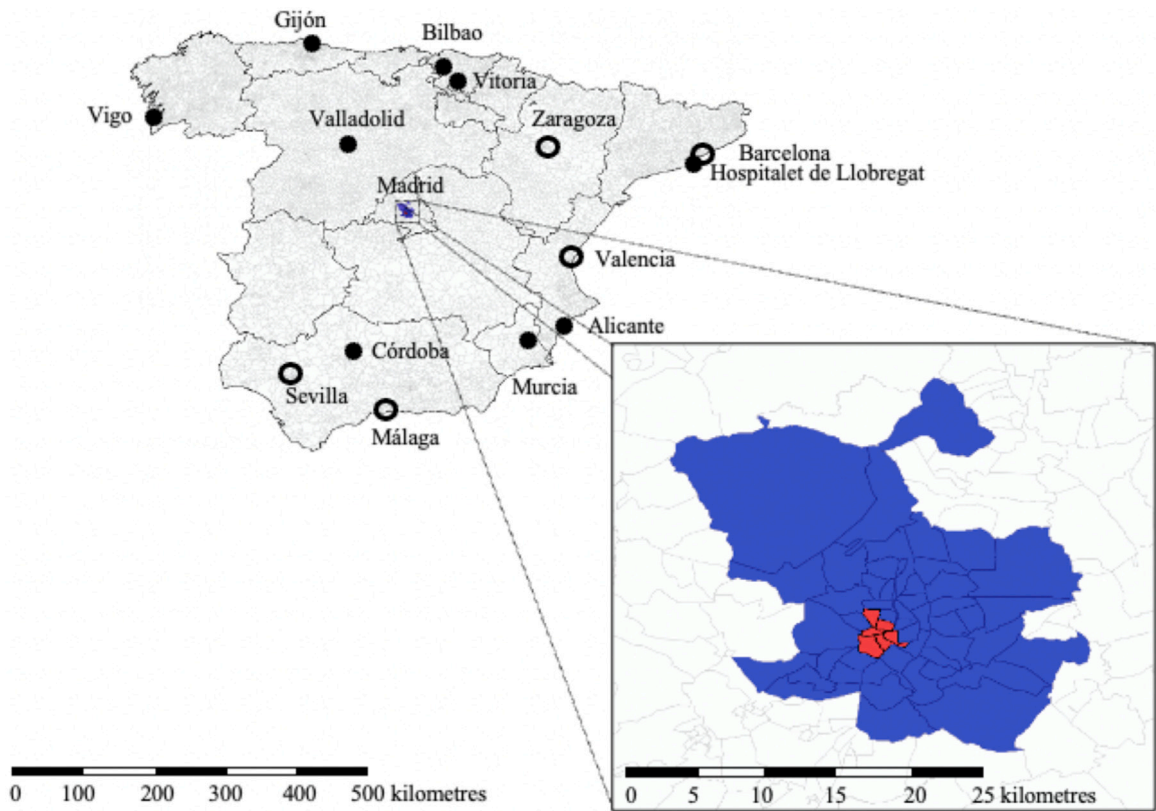 Gijón
Bilbao
Vitoria
Vigo
Valladolid
Zaragoza
Barcelona
Hospitalet de Llobregat
Madrid
Valencia
Alicante
Córdoba
Murcia
Sevilla
Málaga
0 100 200 300 400 500 kilometres
0 5 10 15 20 25 kilometres